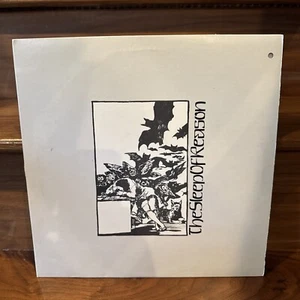 The Sleep Of Reason